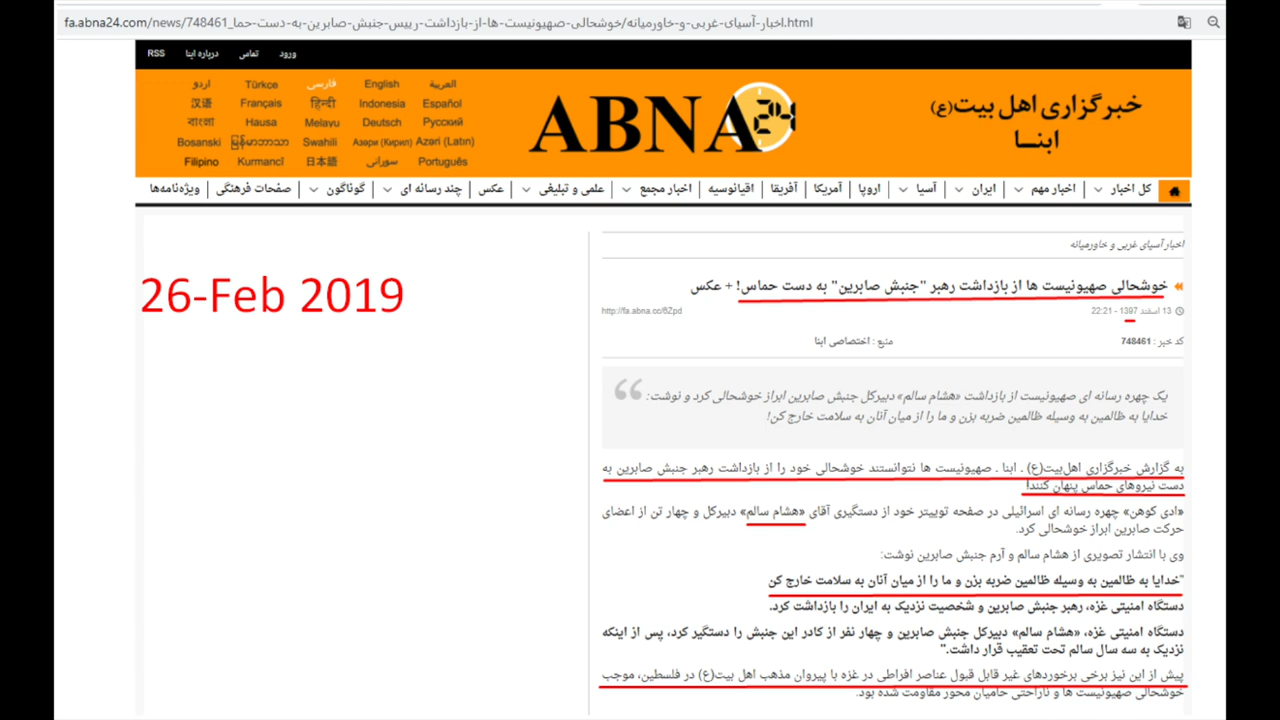 fa.abna24.com/news/748461/اخبار-آسیای-غربی-و-خاورمیانه/خوشحالی-صهیونیست-ها-از-بازداشت-رییس-جنبش-صابرین-به-دست-حما_748461.html
RSS درباره ابنا تماس ورود
اردو Türkce فارسی English العربية
汉语 Français हिन्दी Indonesia Español
বাংলা Hausa Melayu Deutsch Русский
Bosanski မြန်မာဘာသာ Swahili Азәри (Кирил) Azəri (Latın)
Filipino Kurmancî 日本語 سورانی Português
ABNA 24
خبرگزاری اهل بیت(ع)
ابنا
کل اخبار اخبار مهم ایران آسیا اروپا آمریکا آفریقا اقیانوسیه اخبار مجمع علمی و تبلیغی عکس چند رسانه ای گوناگون صفحات فرهنگی ویژه‌نامه‌ها
26-Feb 2019
اخبار آسیای غربی و خاورمیانه
خوشحالی صهیونیست ها از بازداشت رهبر "جنبش صابرین" به دست حماس! + عکس
13 اسفند 1397 - 22:21
http://fa.abna.cc/6Zpd
کد خبر : 748461
منبع : اختصاصی ابنا
یک چهره رسانه ای صهیونیست از بازداشت «هشام سالم» دبیرکل جنبش صابرین ابراز خوشحالی کرد و نوشت:
خدایا به ظالمین به وسیله ظالمین ضربه بزن و ما را از میان آنان به سلامت خارج کن!
به گزارش خبرگزاری اهل‌بیت(ع) ـ ابنا ـ صهیونیست ها نتوانستند خوشحالی خود را از بازداشت رهبر جنبش صابرین به
دست نیروهای حماس پنهان کنند!
«ادی کوهن» چهره رسانه ای اسرائیلی در صفحه توییتر خود از دستگیری آقای «هشام سالم» دبیرکل و چهار تن از اعضای
حرکت صابرین ابراز خوشحالی کرد.
وی با انتشار تصویری از هشام سالم و آرم جنبش صابرین نوشت:
"خدایا به ظالمین به وسیله ظالمین ضربه بزن و ما را از میان آنان به سلامت خارج کن
دستگاه امنیتی غزه، رهبر جنبش صابرین و شخصیت نزدیک به ایران را بازداشت کرد.
دستگاه امنیتی غزه، «هشام سالم» دبیرکل جنبش صابرین و چهار نفر از کادر این جنبش را دستگیر کرد، پس از اینکه
نزدیک به سه سال سالم تحت تعقیب قرار داشت."
پیش از این نیز برخی برخوردهای غیر قابل قبول عناصر افراطی در غزه با پیروان مذهب اهل بیت(ع) در فلسطین، موجب
خوشحالی صهیونیست ها و ناراحتی حامیان محور مقاومت شده بود.